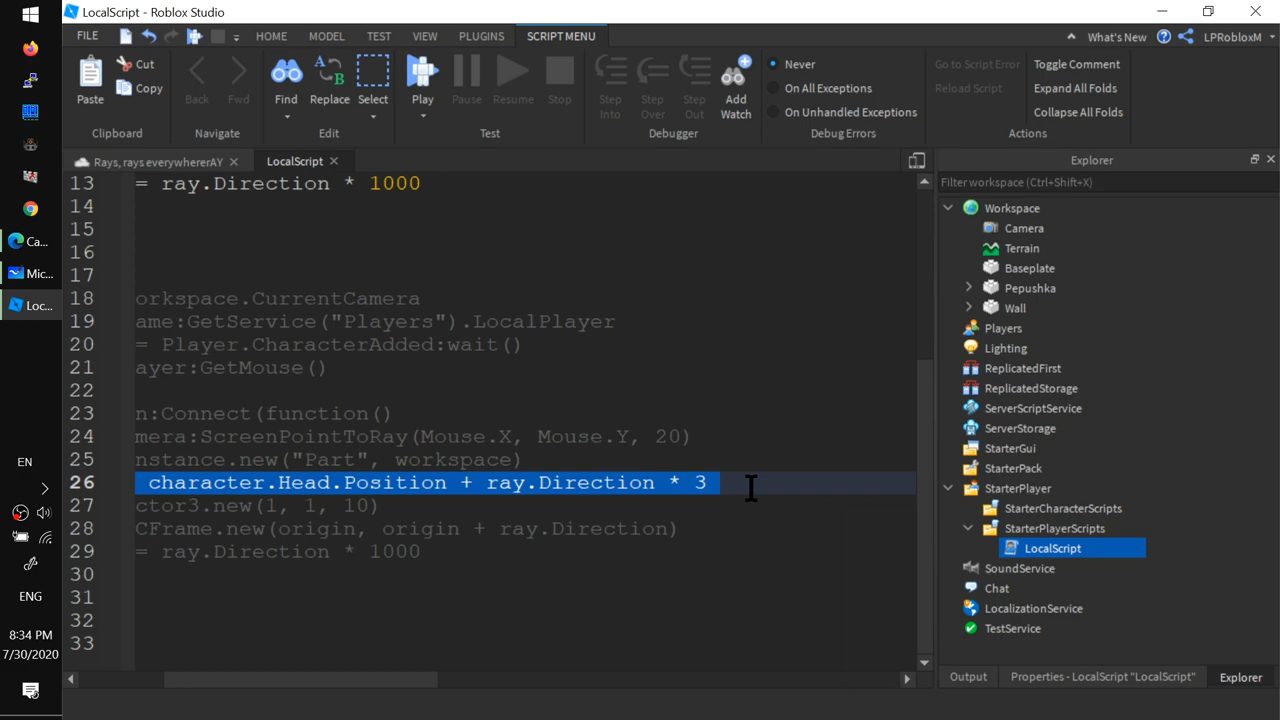 LocalScript - Roblox Studio
FILE HOME MODEL TEST VIEW PLUGINS SCRIPT MENU What's New LPRobloxM
Paste Cut Copy Clipboard
Back Fwd Navigate
Find Replace Select Edit
Play Pause Resume Stop Test
Step Into Step Over Step Out Add Watch Debugger
Never
On All Exceptions
On Unhandled Exceptions
Debug Errors
Go to Script Error Toggle Comment
Reload Script Expand All Folds
Collapse All Folds
Actions
Rays, rays everywhererAY LocalScript
13 = ray.Direction * 1000
14
15
16
17
18 orkspace.CurrentCamera
19 ame:GetService("Players").LocalPlayer
20 = Player.CharacterAdded:wait()
21 ayer:GetMouse()
22
23 n:Connect(function()
24 mera:ScreenPointToRay(Mouse.X, Mouse.Y, 20)
25 nstance.new("Part", workspace)
26 character.Head.Position + ray.Direction * 3
27 ctor3.new(1, 1, 10)
28 CFrame.new(origin, origin + ray.Direction)
29 = ray.Direction * 1000
30
31
32
33
Explorer
Filter workspace (Ctrl+Shift+X)
Workspace
Camera
Terrain
Baseplate
Pepushka
Wall
Players
Lighting
ReplicatedFirst
ReplicatedStorage
ServerScriptService
ServerStorage
StarterGui
StarterPack
StarterPlayer
StarterCharacterScripts
StarterPlayerScripts
LocalScript
SoundService
Chat
LocalizationService
TestService
Output Properties - LocalScript "LocalScript" Explorer
Ca...
Mic...
Loc...
EN
ENG
8:34 PM
7/30/2020